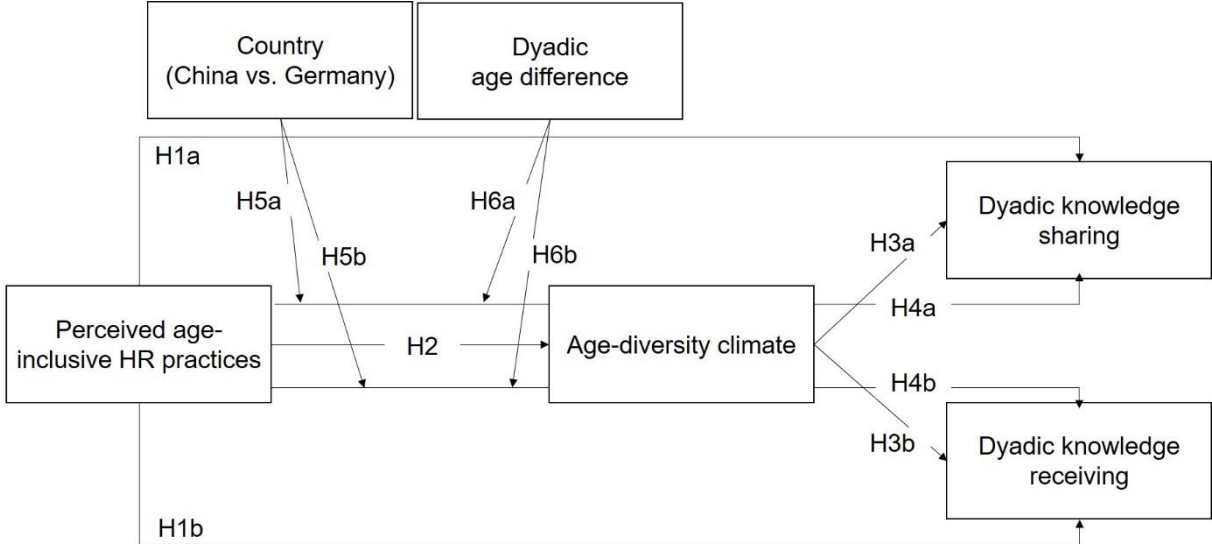 Country
(China vs. Germany)
Dyadic
age difference
H1a
H5a
H6a
H5b
H6b
H3a
Dyadic knowledge
sharing
Perceived age-
inclusive HR practices
H2
Age-diversity climate
H4a
H4b
H3b
Dyadic knowledge
receiving
H1b